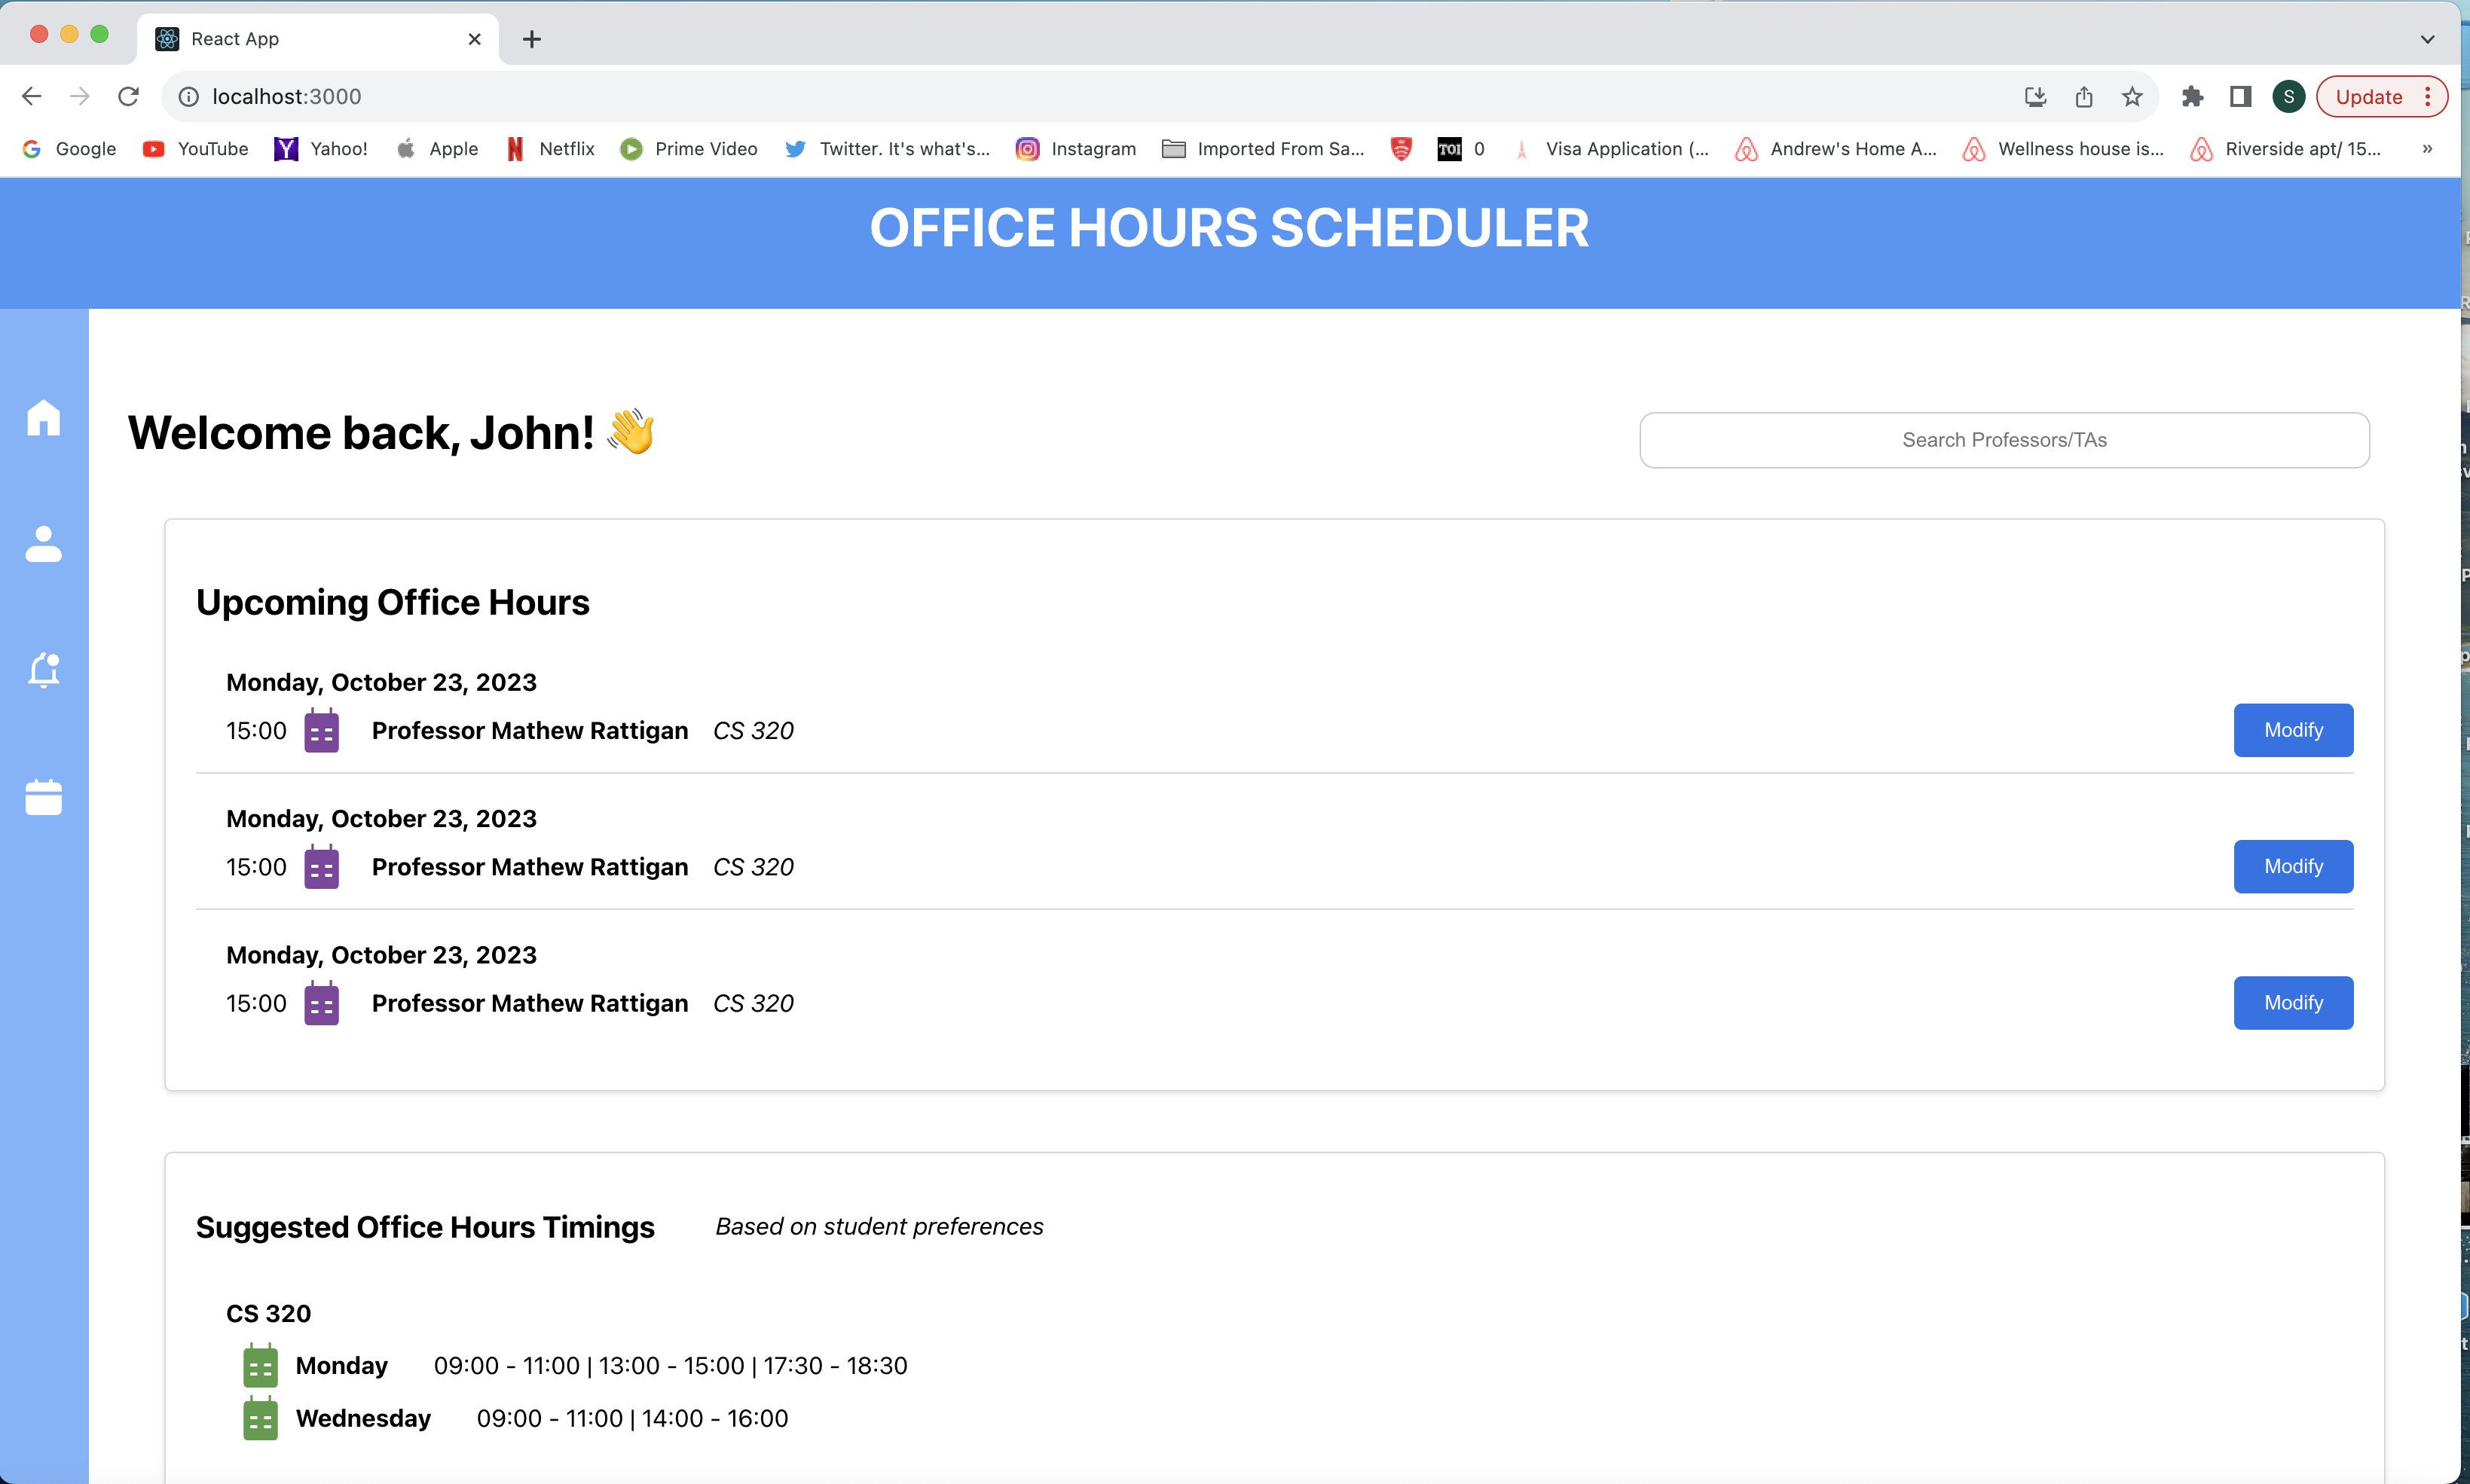 React App
localhost:3000
S
Update
Google YouTube Yahoo! Apple Netflix Prime Video Twitter. It's what's... Instagram Imported From Sa... TOI 0 Visa Application (... Andrew's Home A... Wellness house is... Riverside apt/ 15... »
OFFICE HOURS SCHEDULER
Welcome back, John! 👋
Search Professors/TAs
Upcoming Office Hours
Monday, October 23, 2023
15:00 Professor Mathew Rattigan CS 320 Modify
Monday, October 23, 2023
15:00 Professor Mathew Rattigan CS 320 Modify
Monday, October 23, 2023
15:00 Professor Mathew Rattigan CS 320 Modify
Suggested Office Hours Timings Based on student preferences
CS 320
Monday 09:00 - 11:00 | 13:00 - 15:00 | 17:30 - 18:30
Wednesday 09:00 - 11:00 | 14:00 - 16:00